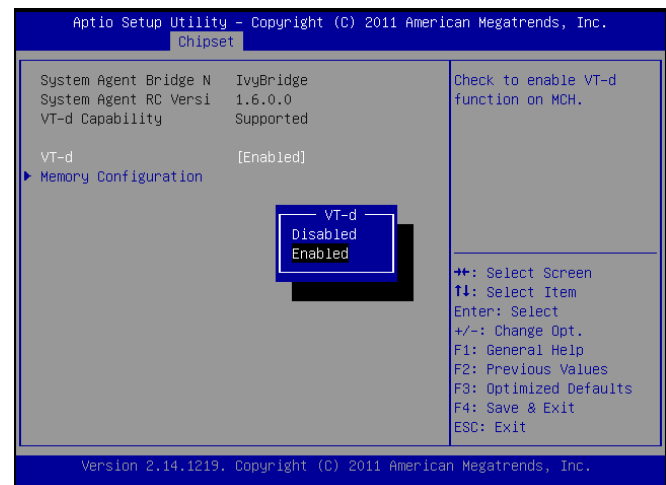 Aptio Setup Utility – Copyright (C) 2011 American Megatrends, Inc.
Chipset
System Agent Bridge N IvyBridge
System Agent RC Versi 1.6.0.0
VT-d Capability Supported
VT-d [Enabled]
Memory Configuration
VT-d
Disabled
Enabled
Check to enable VT-d
function on MCH.
→←: Select Screen
↑↓: Select Item
Enter: Select
+/-: Change Opt.
F1: General Help
F2: Previous Values
F3: Optimized Defaults
F4: Save & Exit
ESC: Exit
Version 2.14.1219. Copyright (C) 2011 American Megatrends, Inc.